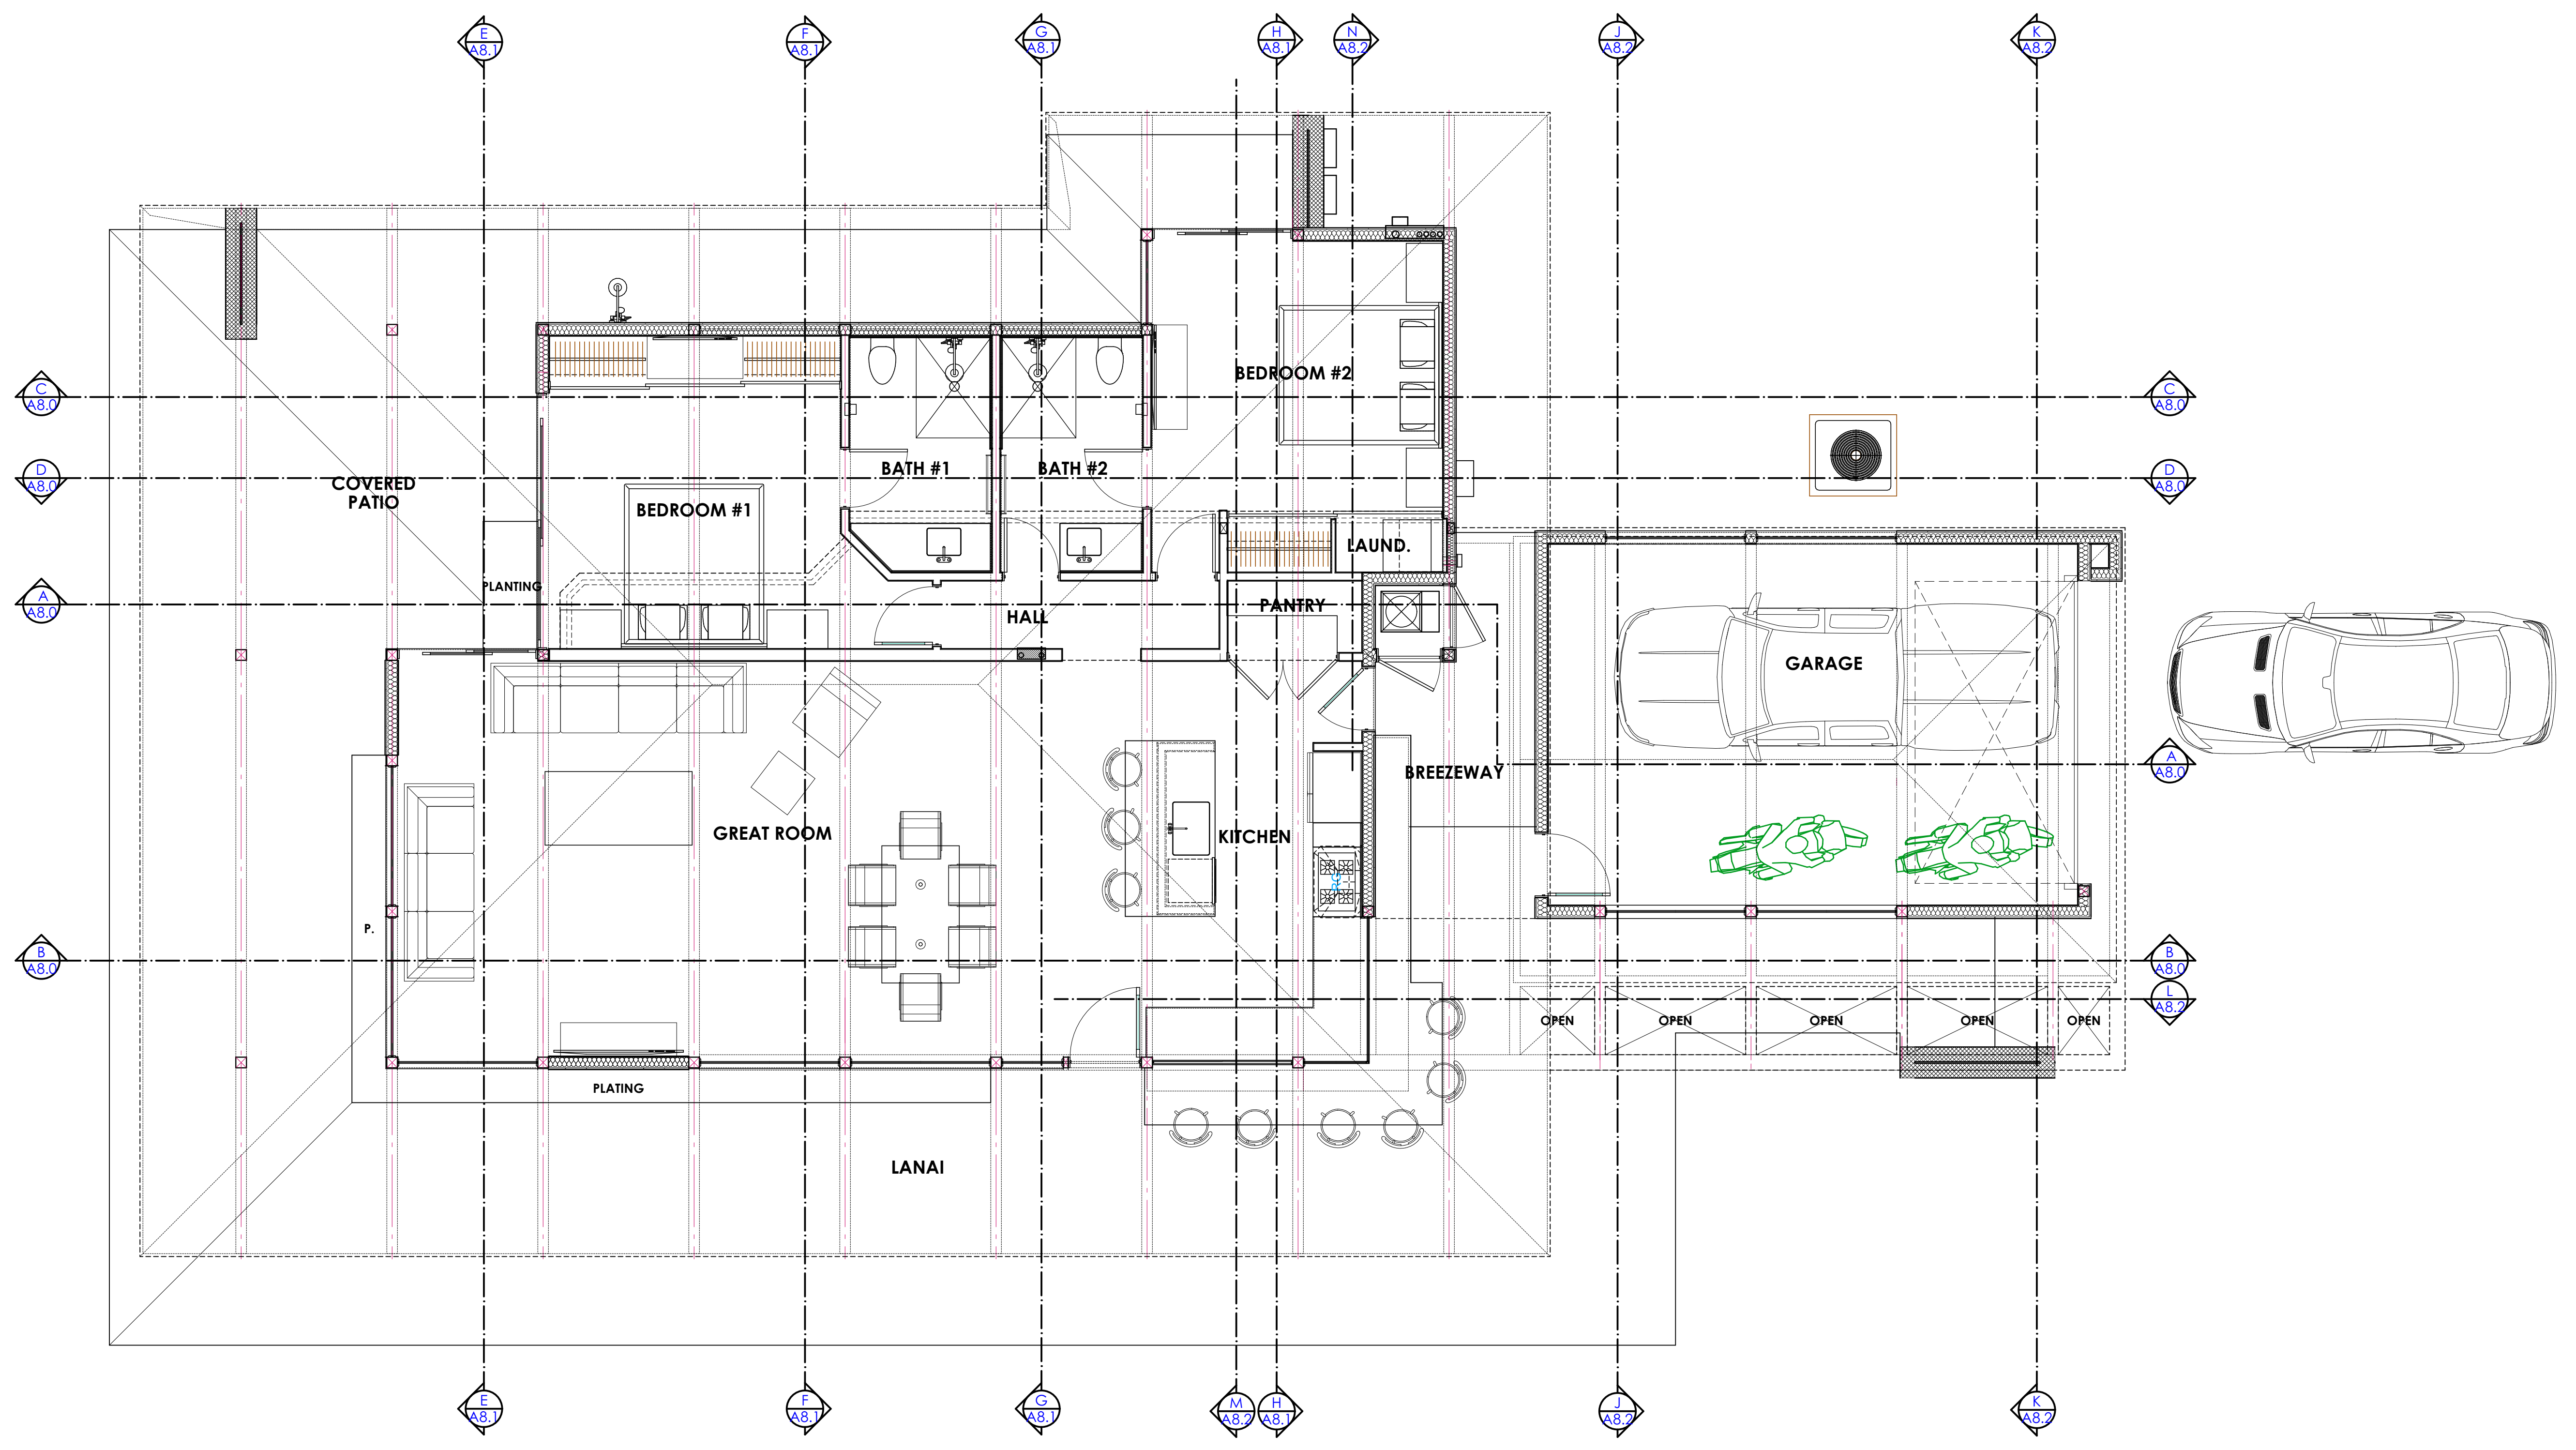 E
A8.1
F
A8.1
G
A8.1
H
A8.1
N
A8.2
J
A8.2
K
A8.2
C
A8.0
BEDROOM #2
C
A8.0
D
A8.0
COVERED
PATIO
BEDROOM #1
BATH #1
BATH #2
D
A8.0
LAUND.
PLANTING
A
A8.0
HALL
PANTRY
GARAGE
BREEZEWAY
A
A8.0
GREAT ROOM
KITCHEN
RG
P.
B
A8.0
B
A8.0
L
A8.2
OPEN
OPEN
OPEN
OPEN
OPEN
PLATING
LANAI
E
A8.1
F
A8.1
G
A8.1
M
A8.2
H
A8.1
J
A8.2
K
A8.2